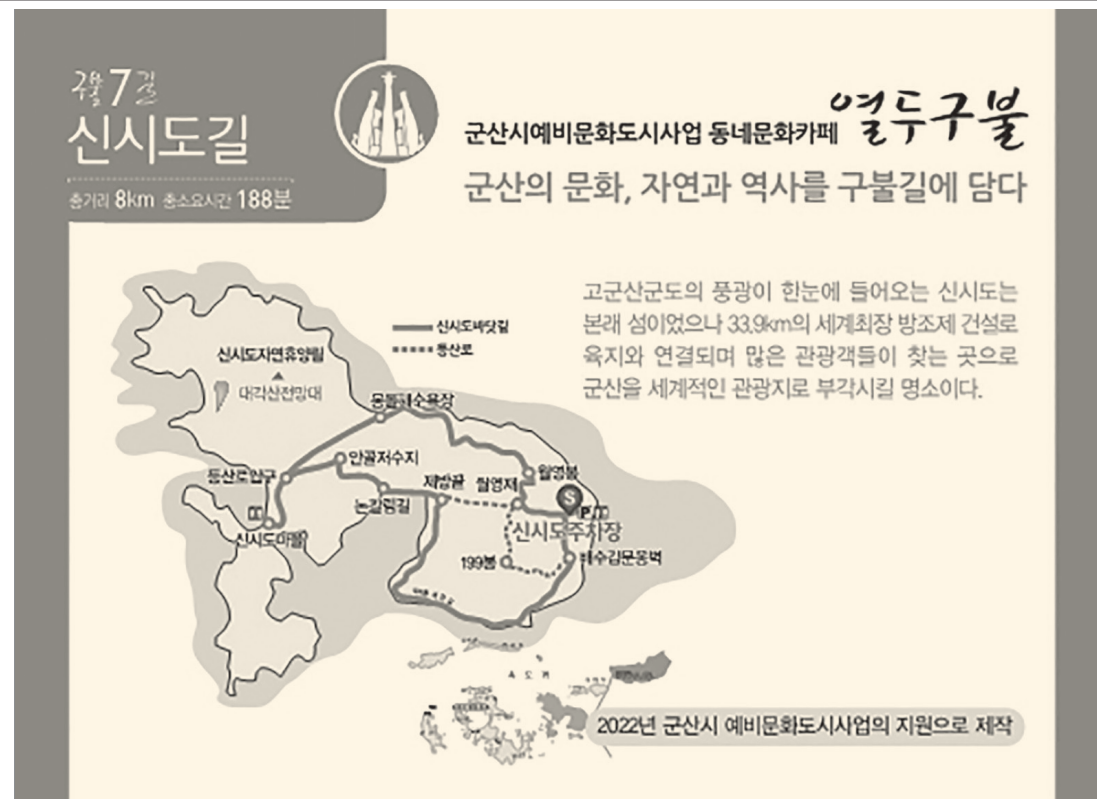 구불7길
신시도길
총거리 8km 총소요시간 188분
군산시예비문화도시사업 동네문화카페 열두구불
군산의 문화, 자연과 역사를 구불길에 담다
고군산군도의 풍광이 한눈에 들어오는 신시도는
본래 섬이었으나 33.9km의 세계최장 방조제 건설로
육지와 연결되며 많은 관광객들이 찾는 곳으로
군산을 세계적인 관광지로 부각시킬 명소이다.
신시도바닷길
등산로
신시도자연휴양림
대각산전망대
몽돌해수욕장
안골저수지
등산로입구
월영봉
제방끝
월영재
논갈림길
S
P
신시도주차장
신시도마을
199봉
배수갑문옹벽
2022년 군산시 예비문화도시사업의 지원으로 제작